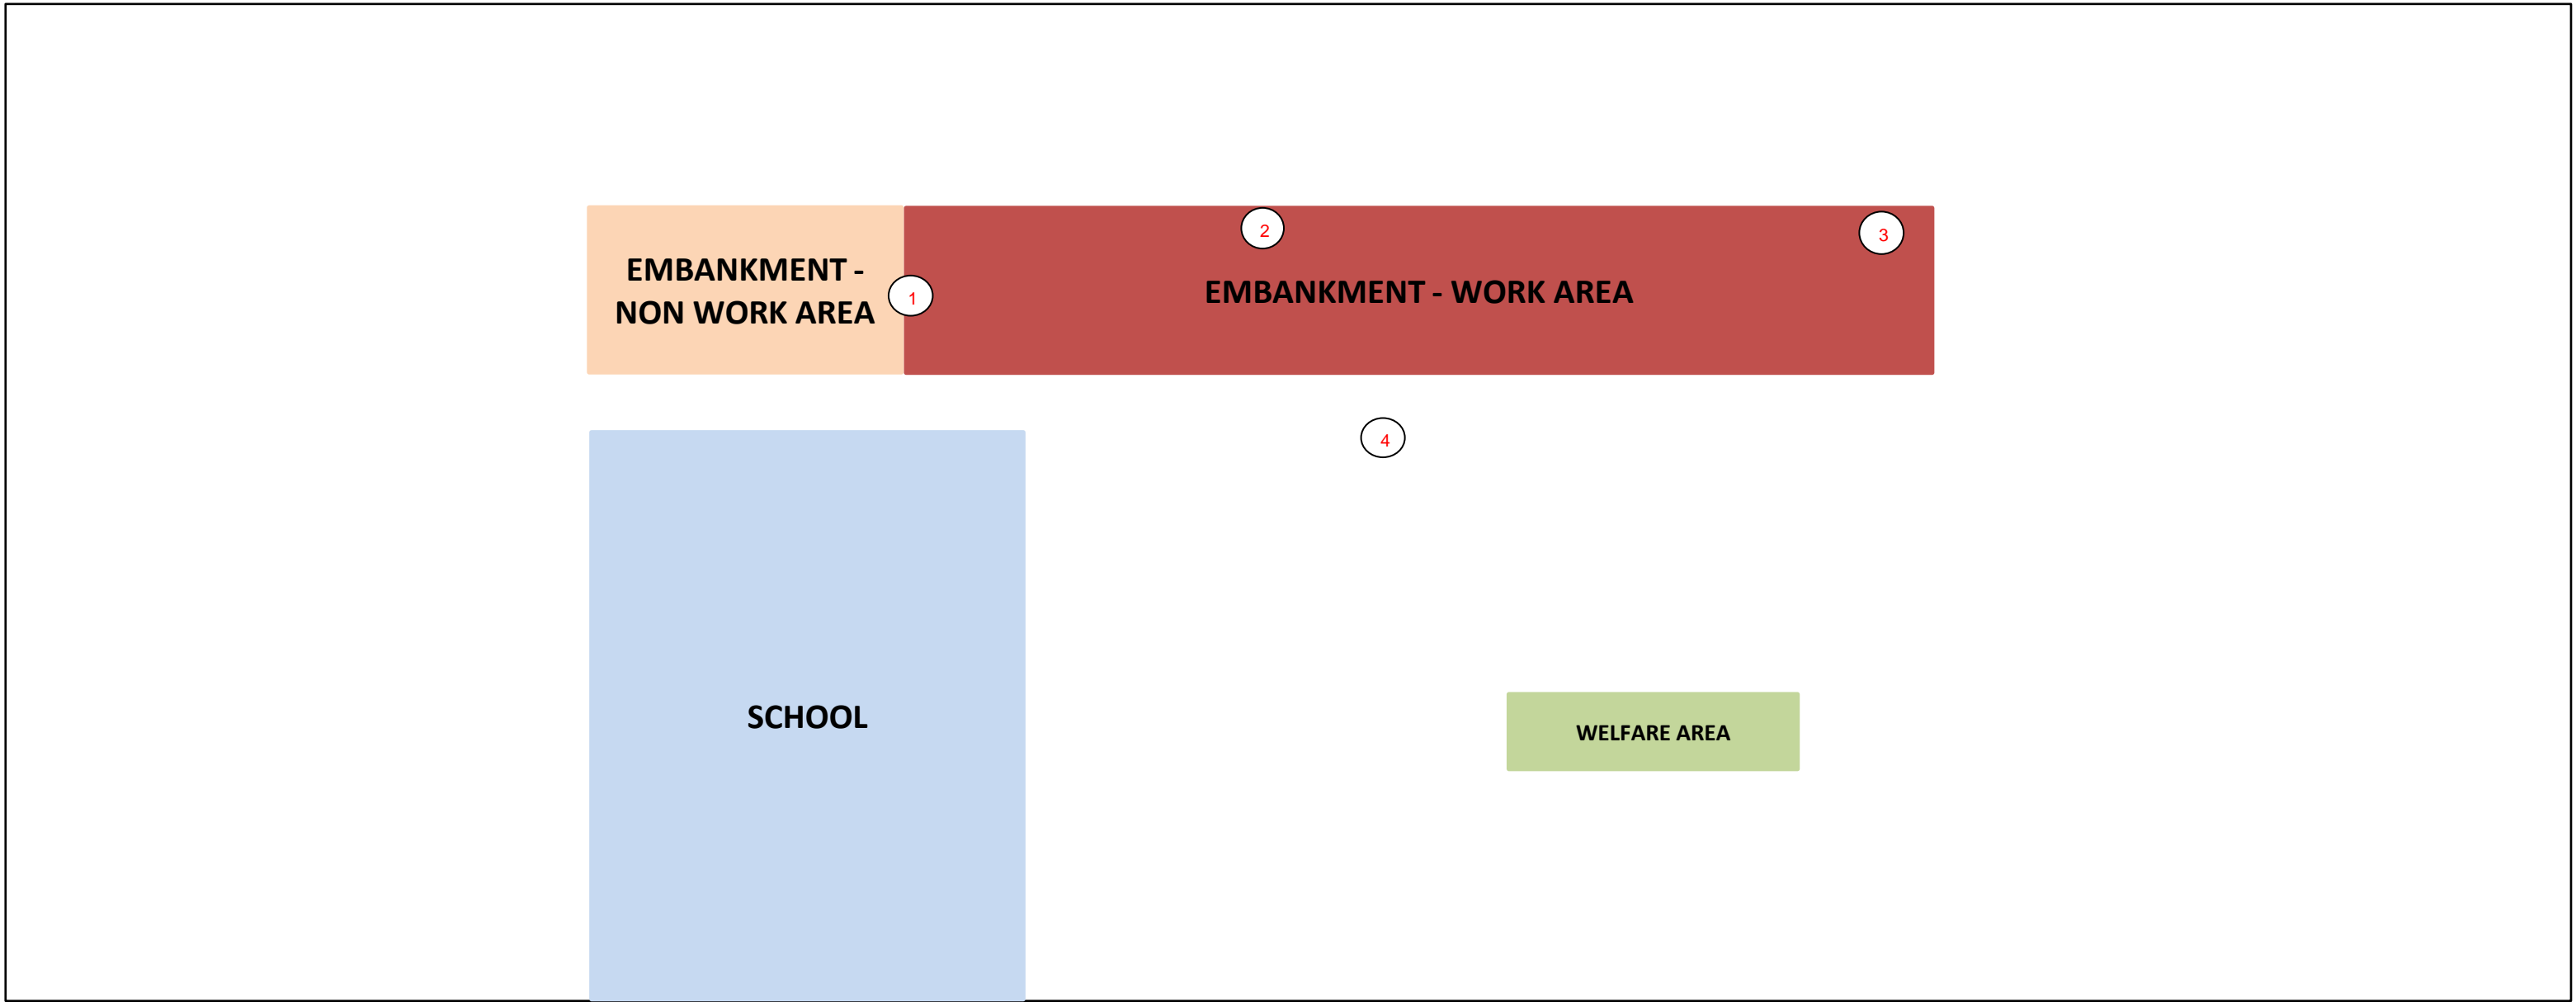 2
3
EMBANKMENT -
NON WORK AREA
1
EMBANKMENT - WORK AREA
4
SCHOOL
WELFARE AREA